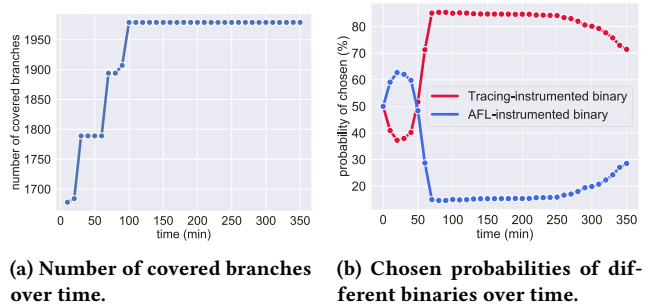 number of covered branches
1950
1900
1850
1800
1750
1700
0 50 100 150 200 250 300 350
time (min)
(a) Number of covered branches
over time.
probability of chosen (%)
80
70
60
50
40
30
20
Tracing-instrumented binary
AFL-instrumented binary
0 50 100 150 200 250 300 350
time (min)
(b) Chosen probabilities of dif-
ferent binaries over time.